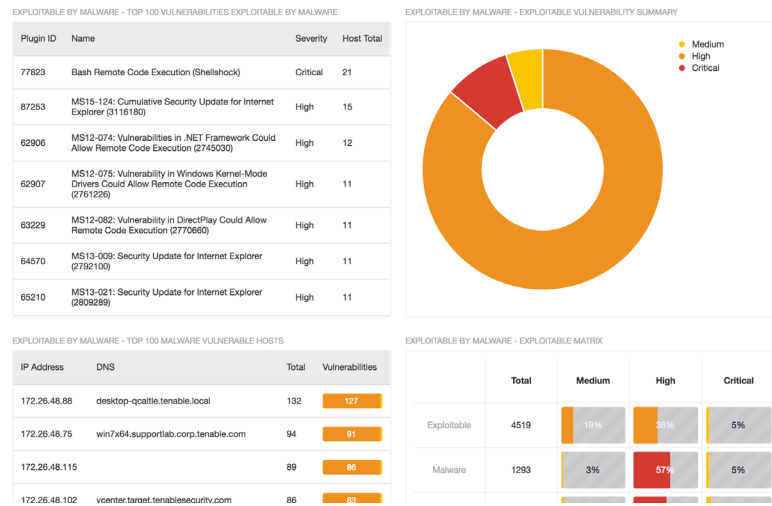 EXPLOITABLE BY MALWARE - TOP 100 VULNERABILITIES EXPLOITABLE BY MALWARE
Plugin ID Name Severity Host Total
77823 Bash Remote Code Execution (Shellshock) Critical 21
87253 MS15-124: Cumulative Security Update for Internet
Explorer (3116180) High 15
62906 MS12-074: Vulnerabilities in .NET Framework Could
Allow Remote Code Execution (2745030) High 12
62907 MS12-075: Vulnerability in Windows Kernel-Mode
Drivers Could Allow Remote Code Execution High 11
(2761226)
63229 MS12-082: Vulnerability in DirectPlay Could Allow
Remote Code Execution (2770660) High 11
64570 MS13-009: Security Update for Internet Explorer
(2792100) High 11
65210 MS13-021: Security Update for Internet Explorer
(2809289) High 11
EXPLOITABLE BY MALWARE - EXPLOITABLE VULNERABILITY SUMMARY
Medium
High
Critical
EXPLOITABLE BY MALWARE - TOP 100 MALWARE VULNERABLE HOSTS
IP Address DNS Total Vulnerabilities
172.26.48.88 desktop-qcaltle.tenable.local 132 127
172.26.48.75 win7x64.supportlab.corp.tenable.com 94 91
172.26.48.115 89 86
172.26.48.102 vcenter.target.tenablesecurity.com 86 83
EXPLOITABLE BY MALWARE - EXPLOITABLE MATRIX
Total Medium High Critical
Exploitable 4519 19% 38% 5%
Malware 1293 3% 57% 5%